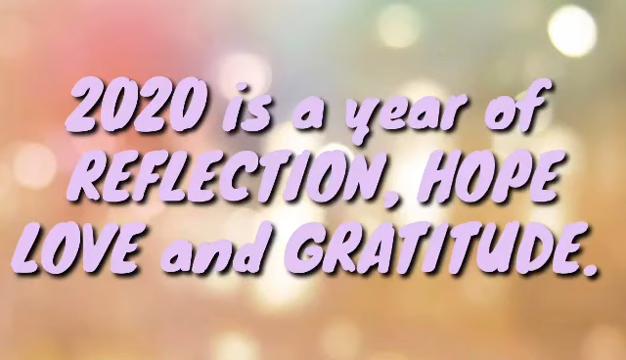 2020 is a year of
REFLECTION, HOPE
LOVE and GRATITUDE.